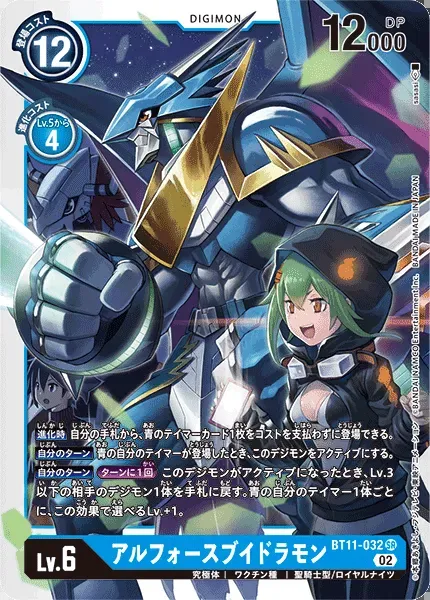 DIGIMON
登場コスト
12
12000
DP
進化コスト
Lv.5から
4
sasasi
進化時 自分の手札から、青のテイマーカード1枚をコストを支払わずに登場できる。
自分のターン 青の自分のテイマーが登場したとき、このデジモンをアクティブにする。
自分のターン ターンに1回 このデジモンがアクティブになったとき、Lv.3
以下の相手のデジモン1体を手札に戻す。青の自分のテイマー1体ごと
に、この効果で選べるLv.+1。
Lv.6
アルフォースブイドラモン
BT11-032 SR
02
究極体 | ワクチン種 | 聖騎士型/ロイヤルナイツ
©BANDAI NAMCO Entertainment Inc. BANDAI MADE IN JAPAN